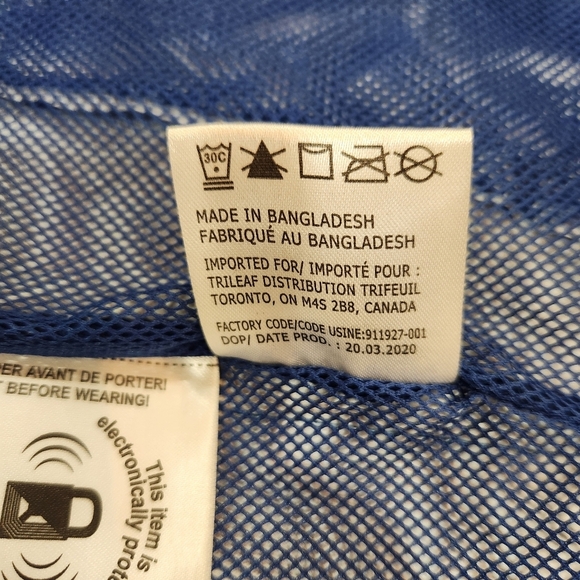 30C
MADE IN BANGLADESH
FABRIQUÉ AU BANGLADESH
IMPORTED FOR/ IMPORTÉ POUR :
TRILEAF DISTRIBUTION TRIFEUIL
TORONTO, ON M4S 2B8, CANADA
FACTORY CODE/CODE USINE:911927-001
DOP/ DATE PROD. : 20.03.2020
PER AVANT DE PORTER!
BEFORE WEARING!
This item is
electronically